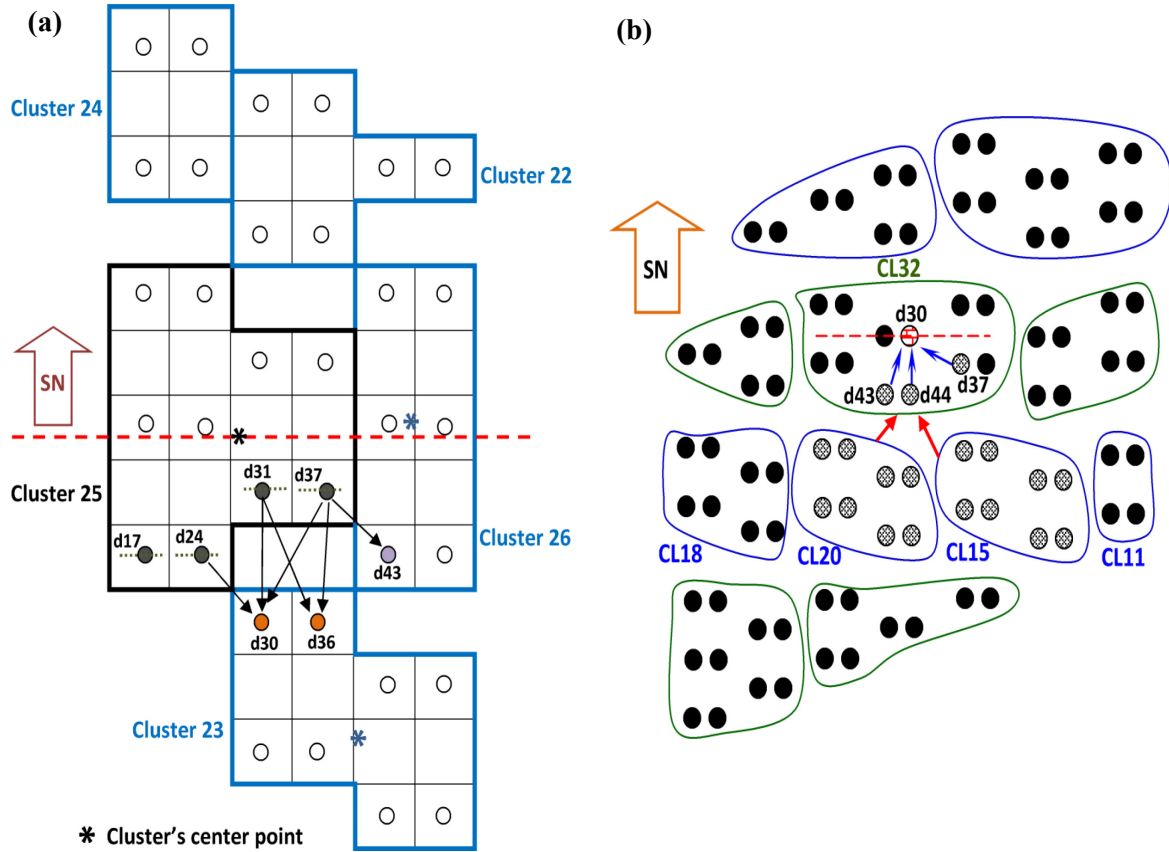 (a)
Cluster 24
Cluster 22
SN
d31
d37
Cluster 25
d17
d24
Cluster 26
d43
d30
d36
Cluster 23
* Cluster's center point
(b)
SN
CL32
d30
d37
d43
d44
CL18
CL20
CL15
CL11